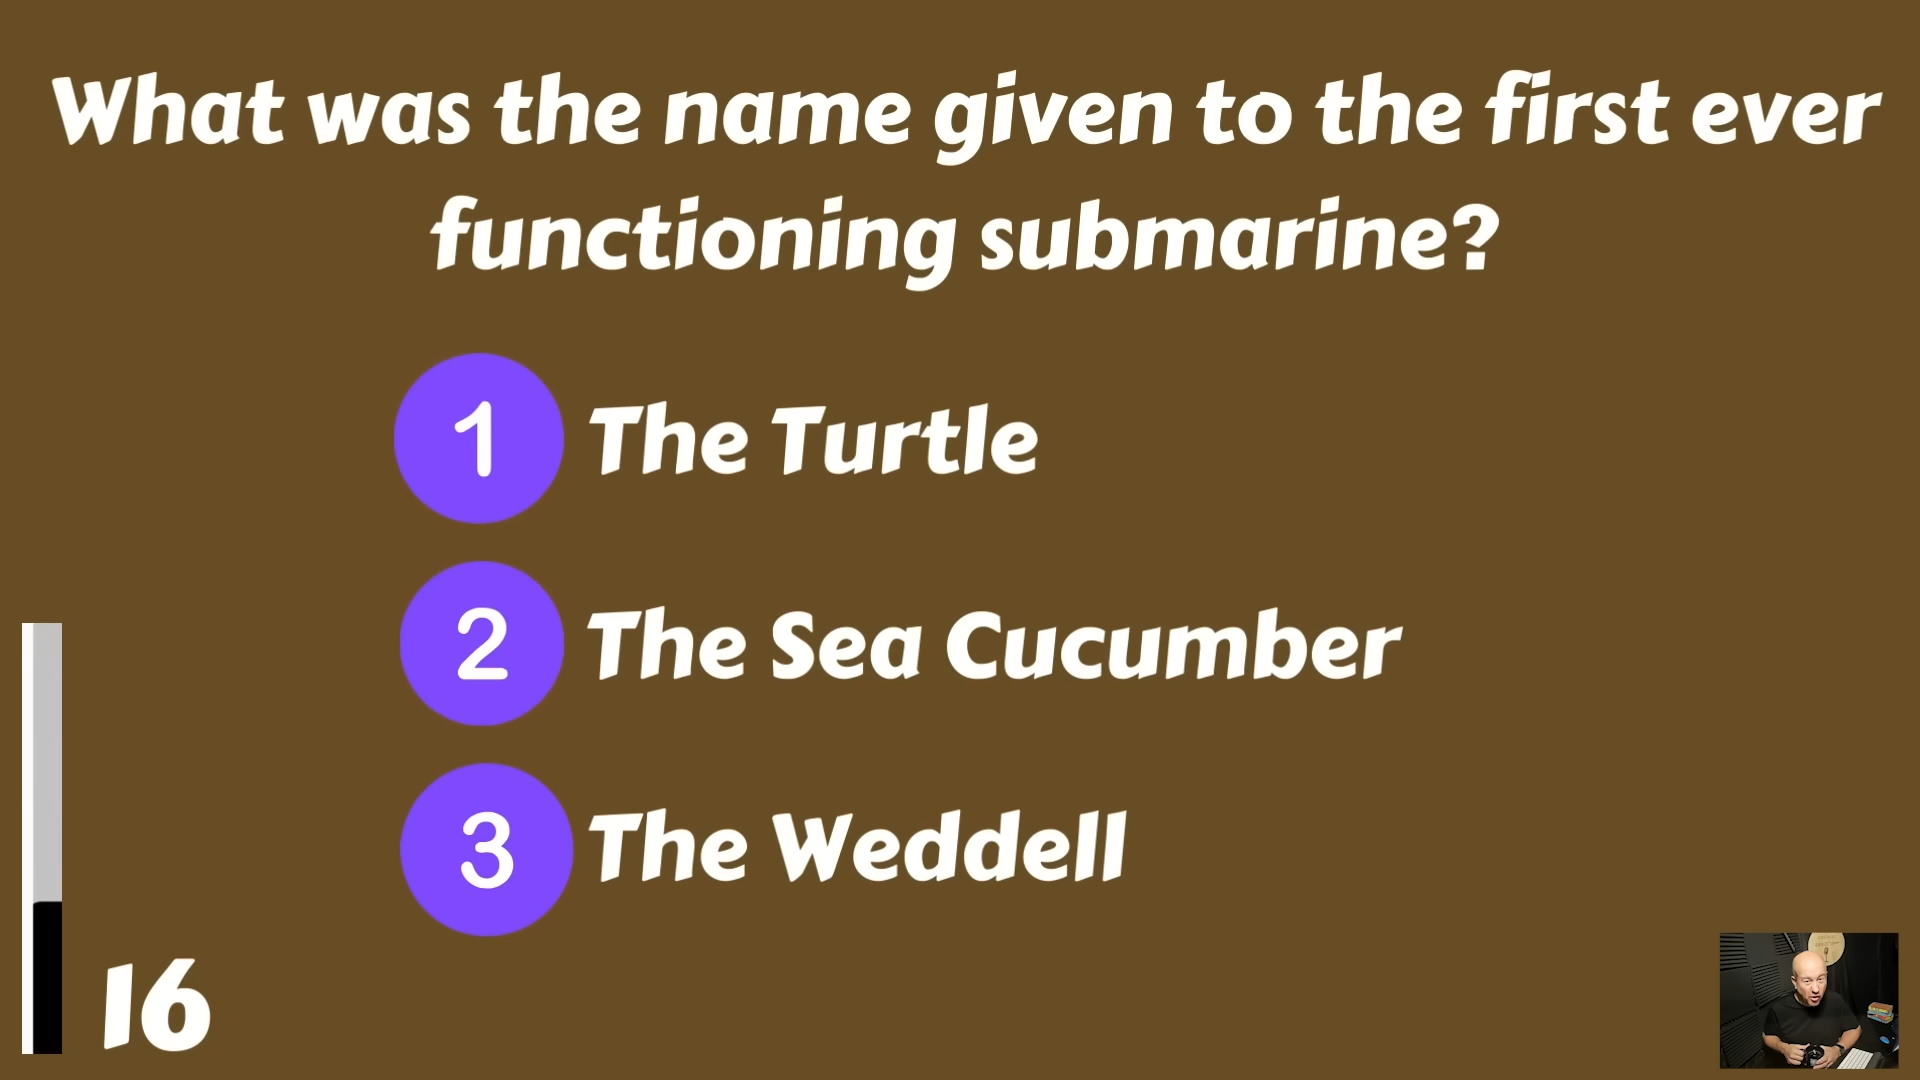 What was the name given to the first ever
functioning submarine?
1 The Turtle
2 The Sea Cucumber
3 The Weddell
16